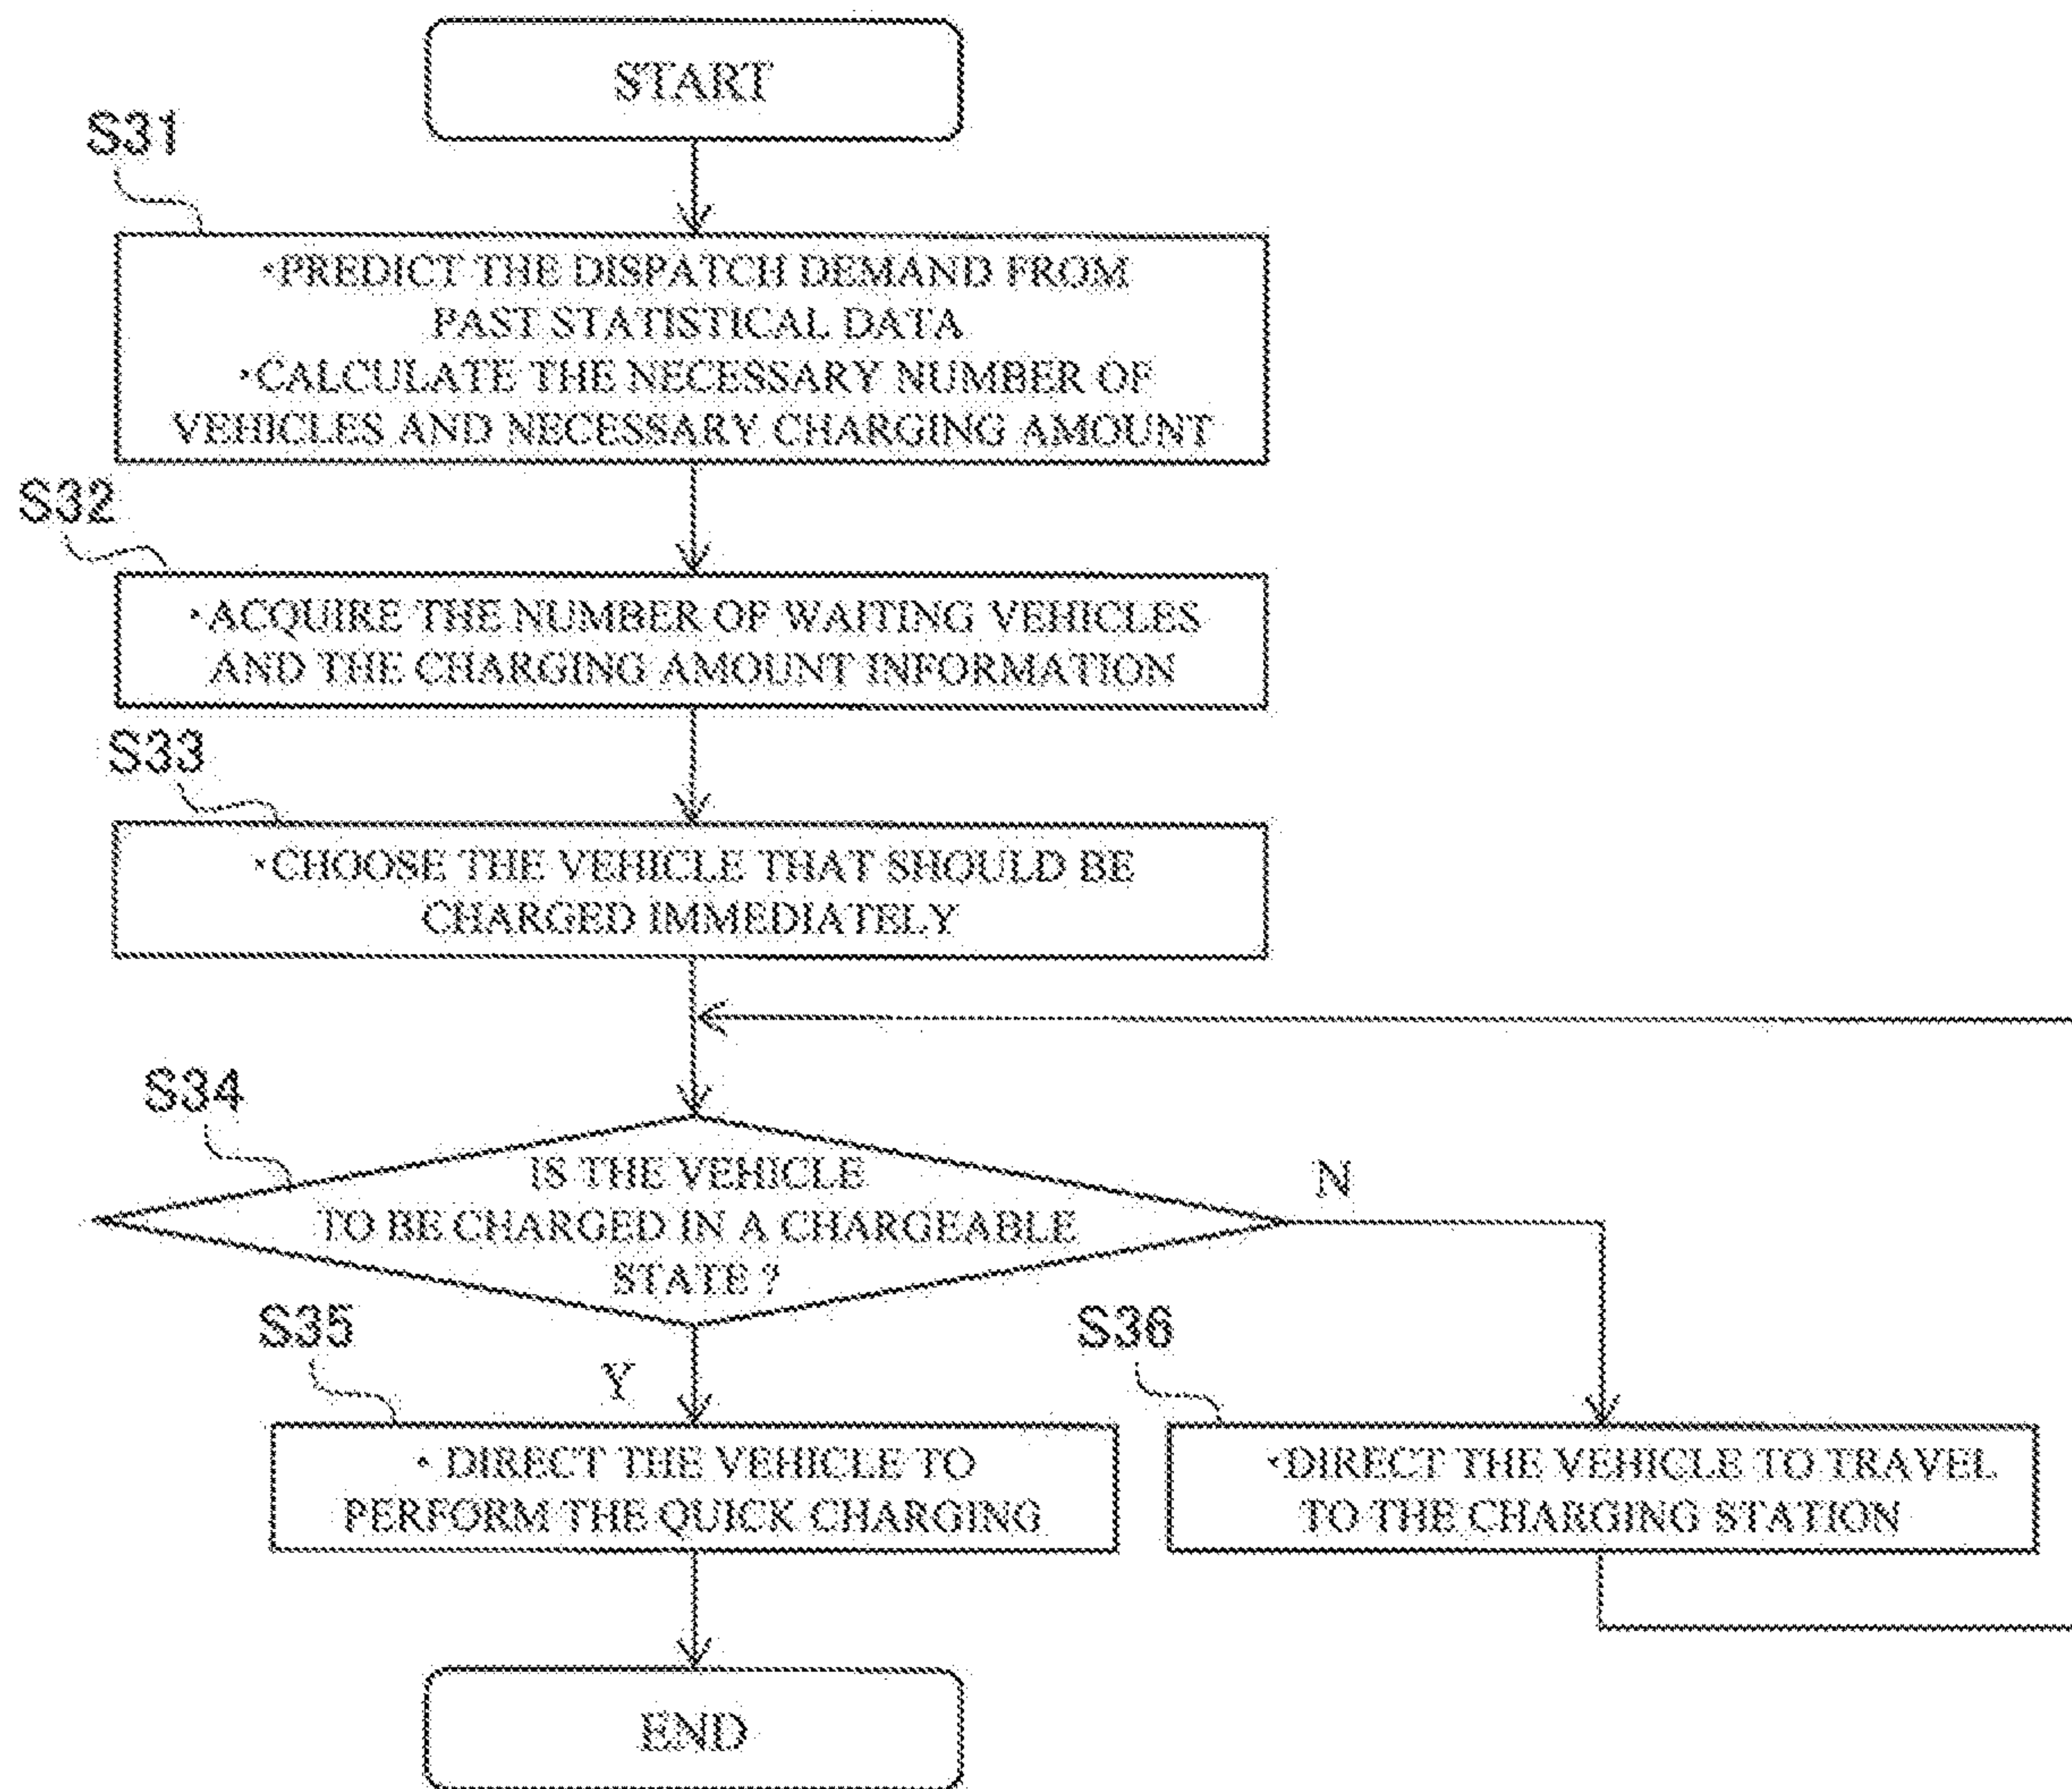 START
S31
・PREDICT THE DISPATCH DEMAND FROM
PAST STATISTICAL DATA
・CALCULATE THE NECESSARY NUMBER OF
VEHICLES AND NECESSARY CHARGING AMOUNT
S32
・ACQUIRE THE NUMBER OF WAITING VEHICLES
AND THE CHARGING AMOUNT INFORMATION
S33
・CHOOSE THE VEHICLE THAT SHOULD BE
CHARGED IMMEDIATELY
S34
IS THE VEHICLE
TO BE CHARGED IN A CHARGEABLE
STATE ?
N
Y
S35
・DIRECT THE VEHICLE TO
PERFORM THE QUICK CHARGING
S36
・DIRECT THE VEHICLE TO TRAVEL
TO THE CHARGING STATION
END